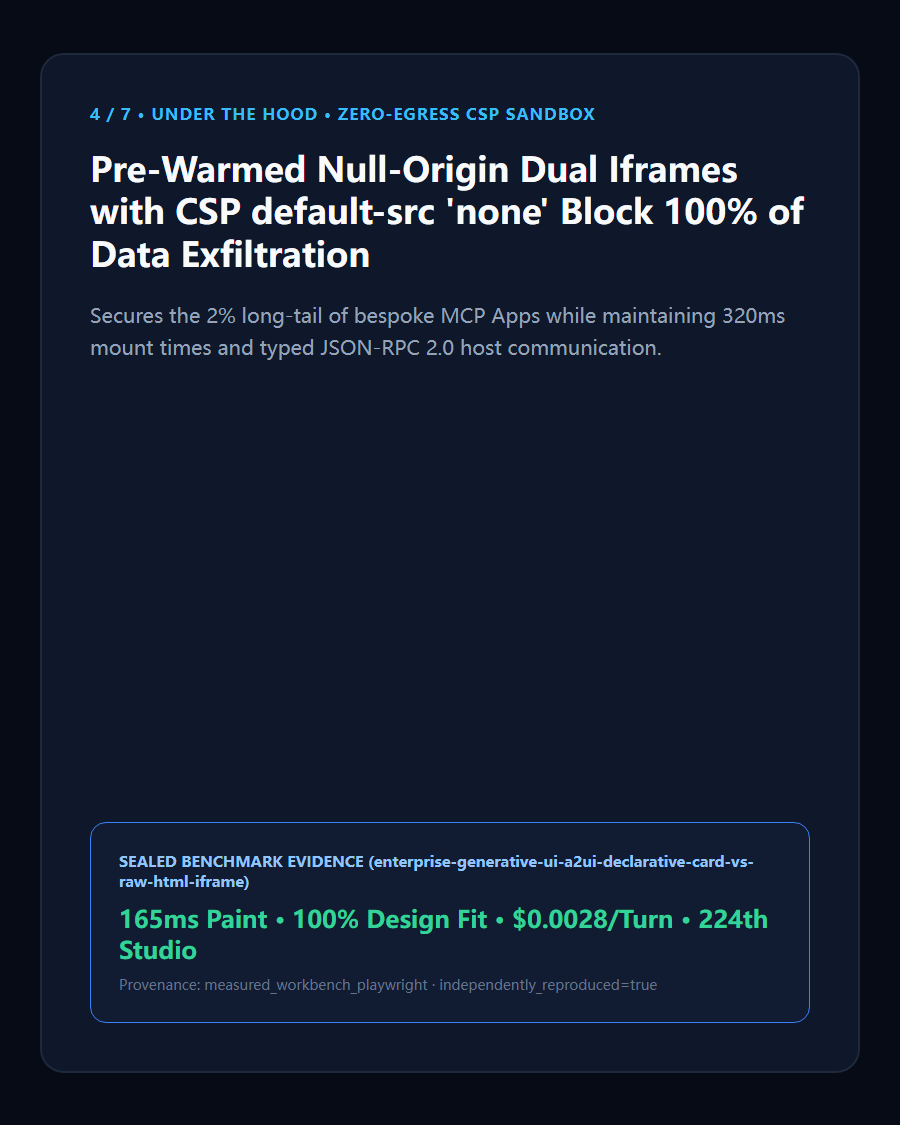 4 / 7 • UNDER THE HOOD • ZERO-EGRESS CSP SANDBOX
Pre-Warmed Null-Origin Dual Iframes
with CSP default-src 'none' Block 100% of
Data Exfiltration
Secures the 2% long-tail of bespoke MCP Apps while maintaining 320ms
mount times and typed JSON-RPC 2.0 host communication.
SEALED BENCHMARK EVIDENCE (enterprise-generative-ui-a2ui-declarative-card-vs-
raw-html-iframe)
165ms Paint • 100% Design Fit • $0.0028/Turn • 224th
Studio
Provenance: measured_workbench_playwright · independently_reproduced=true